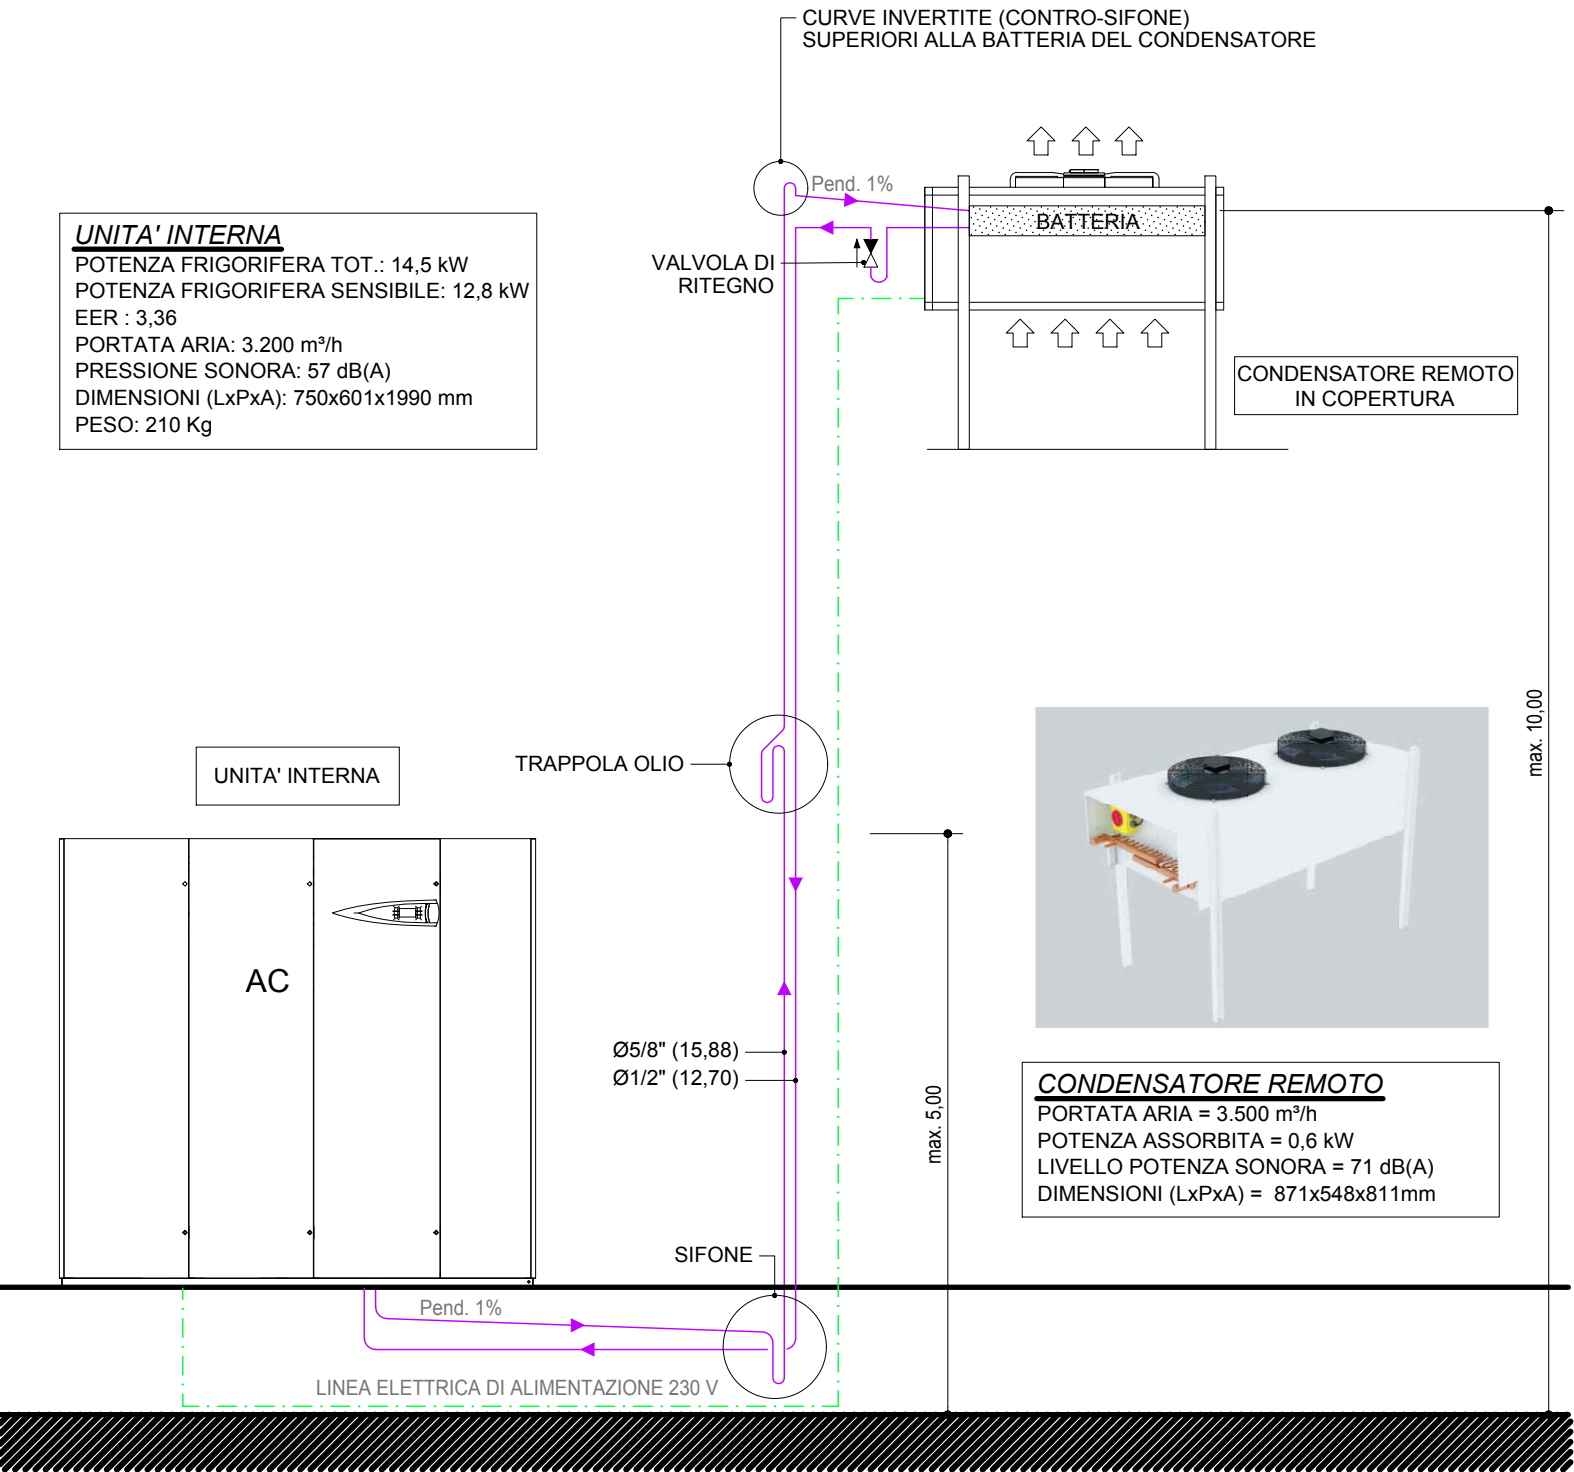 CURVE INVERTITE (CONTRO-SIFONE)
SUPERIORI ALLA BATTERIA DEL CONDENSATORE
Pend. 1%
BATTERIA
UNITA' INTERNA
POTENZA FRIGORIFERA TOT.: 14,5 kW
POTENZA FRIGORIFERA SENSIBILE: 12,8 kW
EER : 3,36
PORTATA ARIA: 3.200 m³/h
PRESSIONE SONORA: 57 dB(A)
DIMENSIONI (LxPxA): 750x601x1990 mm
PESO: 210 Kg
VALVOLA DI
RITEGNO
CONDENSATORE REMOTO
IN COPERTURA
max. 10,00
TRAPPOLA OLIO
UNITA' INTERNA
AC
Ø5/8" (15,88)
Ø1/2" (12,70)
max. 5,00
CONDENSATORE REMOTO
PORTATA ARIA = 3.500 m³/h
POTENZA ASSORBITA = 0,6 kW
LIVELLO POTENZA SONORA = 71 dB(A)
DIMENSIONI (LxPxA) =  871x548x811mm
SIFONE
Pend. 1%
LINEA ELETTRICA DI ALIMENTAZIONE 230 V